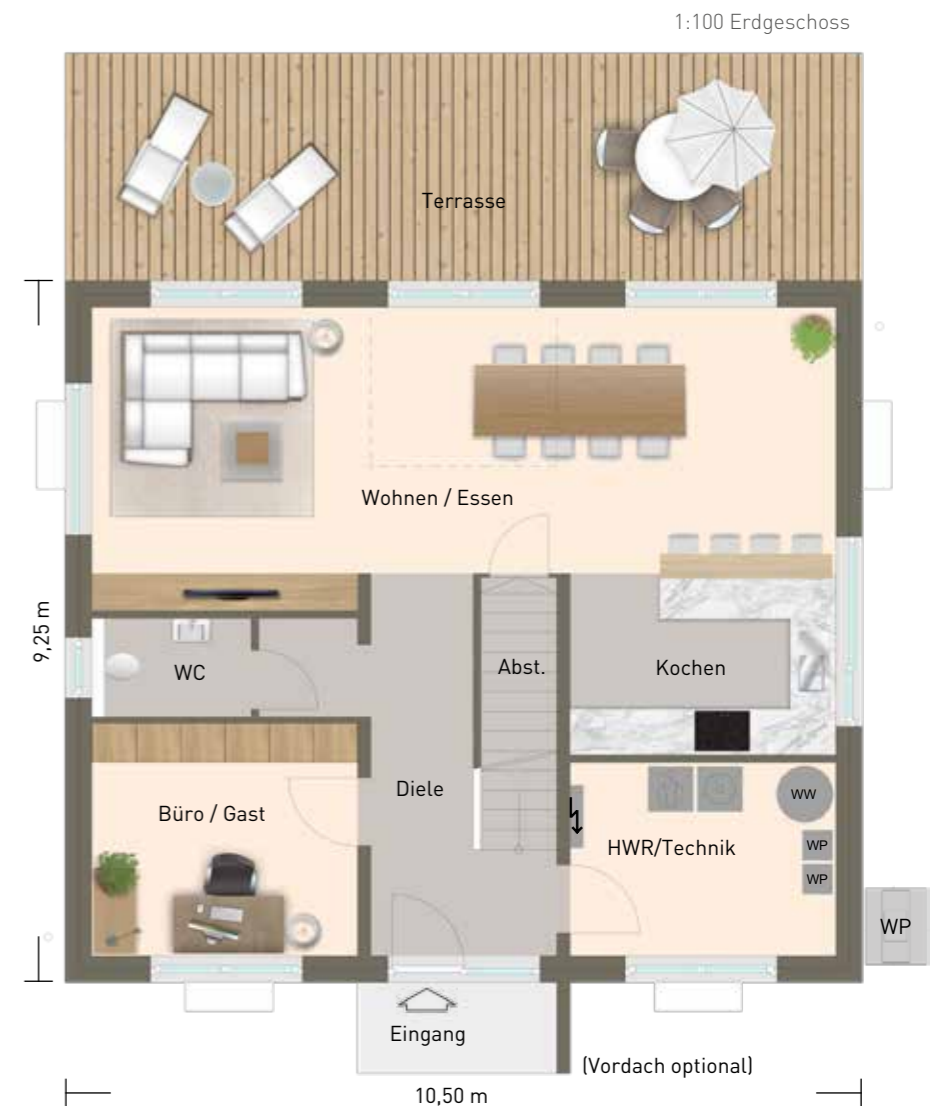 1:100 Erdgeschoss
Terrasse
Wohnen / Essen
9,25 m
WC
Abst.
Kochen
Diele
Büro / Gast
WW
HWR/Technik
WP
WP
WP
Eingang
(Vordach optional)
10,50 m